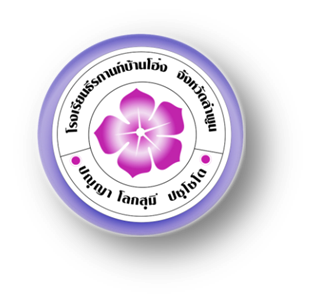 โรงเรียนธีรกานท์บ้านโฮ่ง จังหวัดลำพูน
ปญฺญา โลกสฺมิ ปชฺโชโต